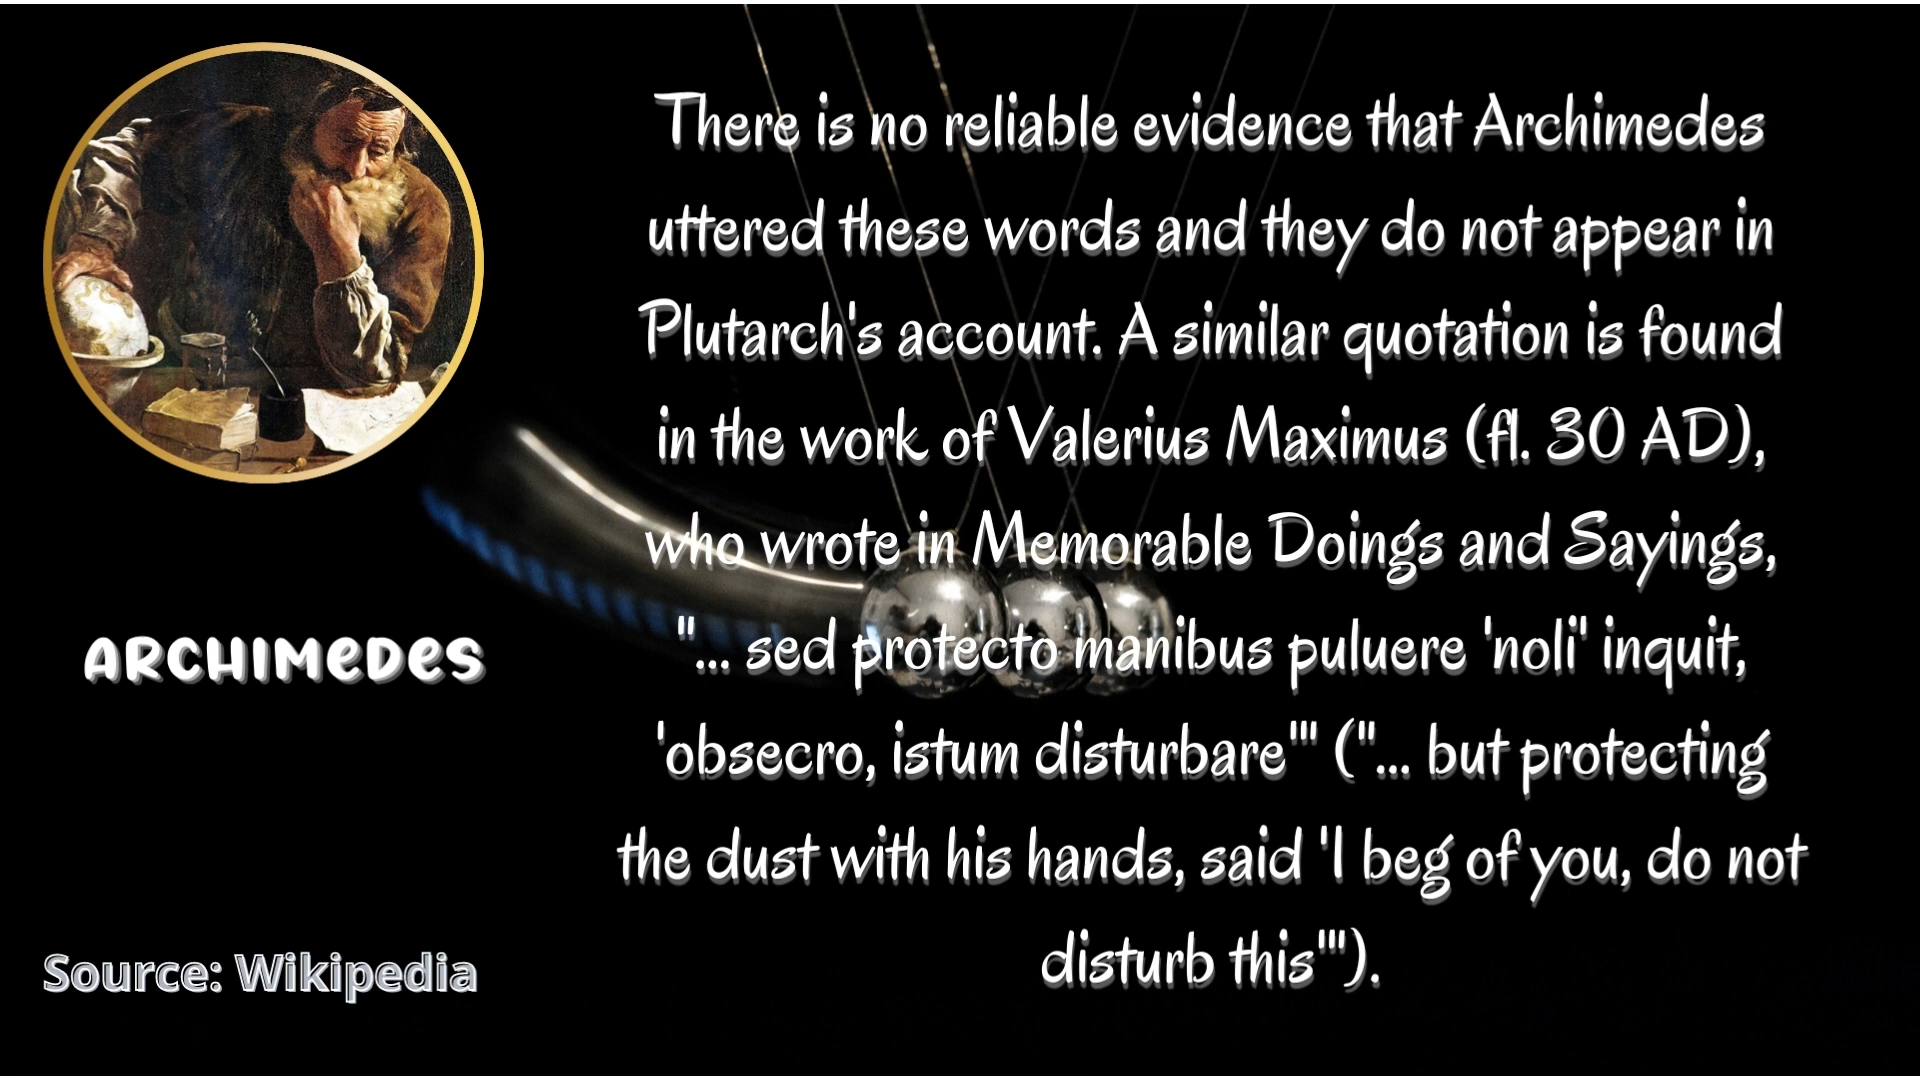 There is no reliable evidence that Archimedes
uttered these words and they do not appear in
Plutarch's account. A similar quotation is found
in the work of Valerius Maximus (fl. 30 AD),
who wrote in Memorable Doings and Sayings,
"... sed protecto manibus puluere 'noli" inquit,
'obsecro, istum disturbare'" ("... but protecting
the dust with his hands, said 'I beg of you, do not
disturb this'").
ARCHIMEDES
Source: Wikipedia